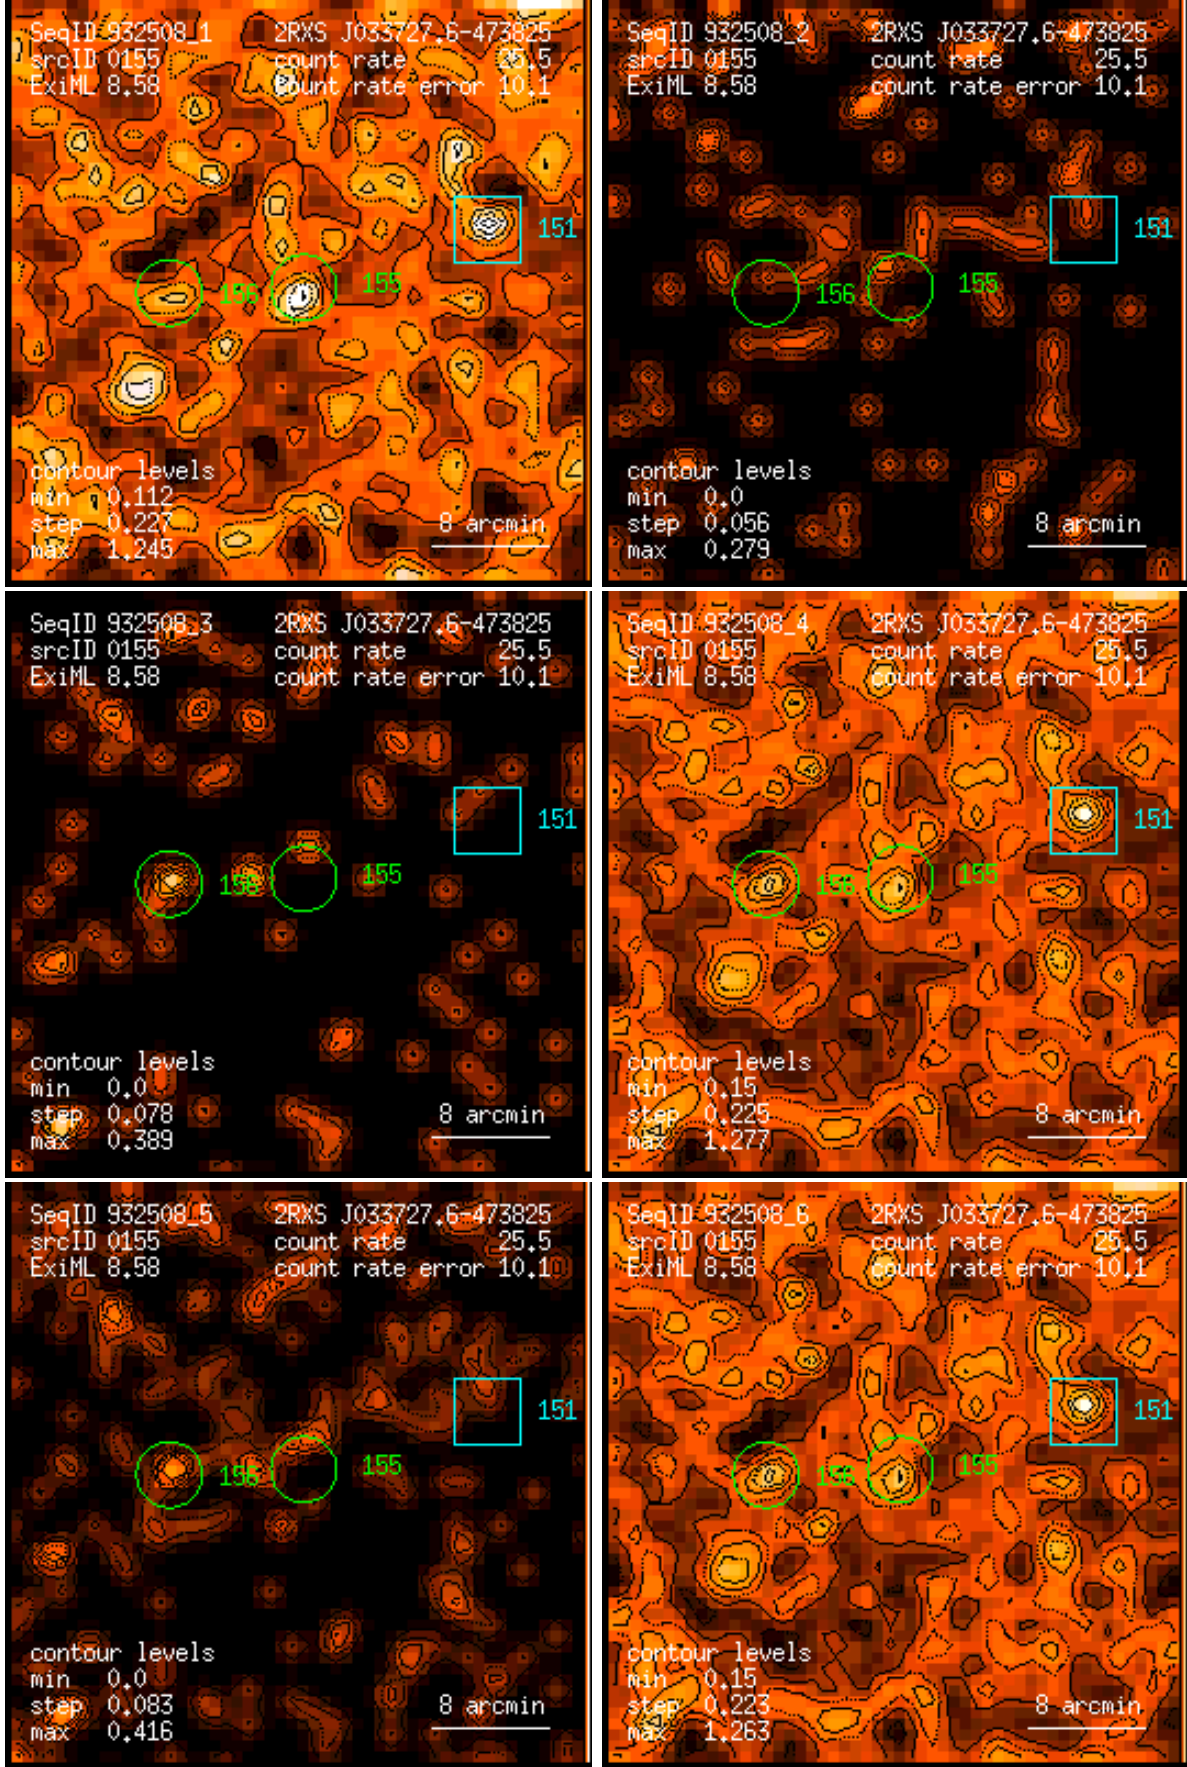 SeqID 932508_1 2RXS J033727.6-473825
srcID 0155 count rate 25.5
ExiML 8.58 count rate error 10.1
151
156 155
contour levels
min 0.112
step 0.227
max 1.245
8 arcmin
SeqID 932508_2 2RXS J033727.6-473825
srcID 0155 count rate 25.5
ExiML 8.58 count rate error 10.1
151
156 155
contour levels
min 0.0
step 0.056
max 0.279
8 arcmin
SeqID 932508_3 2RXS J033727.6-473825
srcID 0155 count rate 25.5
ExiML 8.58 count rate error 10.1
151
156 155
contour levels
min 0.0
step 0.078
max 0.389
8 arcmin
SeqID 932508_4 2RXS J033727.6-473825
srcID 0155 count rate 25.5
ExiML 8.58 count rate error 10.1
151
156 155
contour levels
min 0.15
step 0.225
max 1.277
8 arcmin
SeqID 932508_5 2RXS J033727.6-473825
srcID 0155 count rate 25.5
ExiML 8.58 count rate error 10.1
151
156 155
contour levels
min 0.0
step 0.083
max 0.416
8 arcmin
SeqID 932508_6 2RXS J033727.6-473825
srcID 0155 count rate 25.5
ExiML 8.58 count rate error 10.1
151
156 155
contour levels
min 0.15
step 0.223
max 1.263
8 arcmin